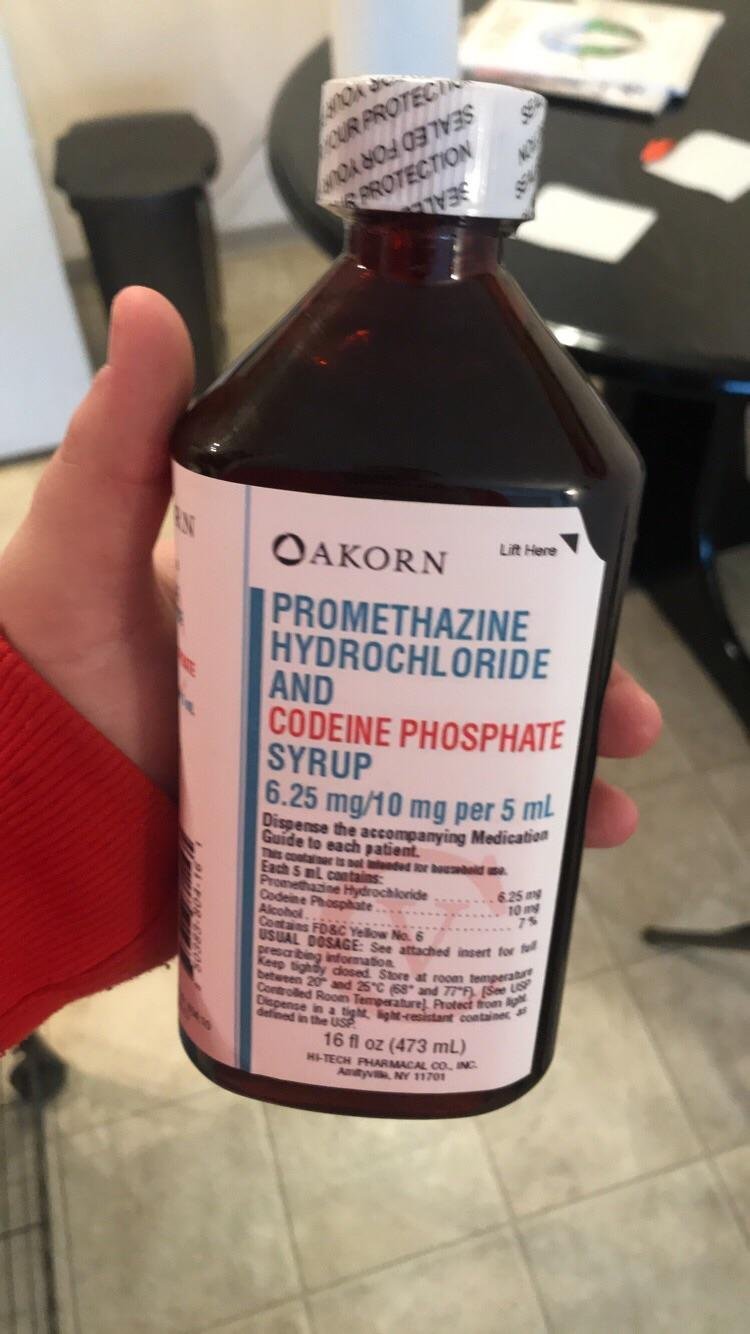 YOUR PROTECTION
SEALED FOR YOUR
PROTECTION
SEALED
AKORN
Lift Here
PROMETHAZINE
HYDROCHLORIDE
AND
CODEINE PHOSPHATE
SYRUP
6.25 mg/10 mg per 5 mL
Dispense the accompanying Medication
Guide to each patient.
This container is not intended for household use.
Each 5 mL contains:
Promethazine Hydrochloride ........... 6.25 mg
Codeine Phosphate ..................... 10 mg
Alcohol ................................. 7%
Contains FD&C Yellow No. 6
USUAL DOSAGE: See attached insert for full
prescribing information.
Keep tightly closed. Store at room temperature
between 20° and 25°C (68° and 77°F). [See USP
Controlled Room Temperature]. Protect from light.
Dispense in a tight, light-resistant container, as
defined in the USP.
16 fl oz (473 mL)
HI-TECH PHARMACAL CO., INC.
Amityville, NY 11701